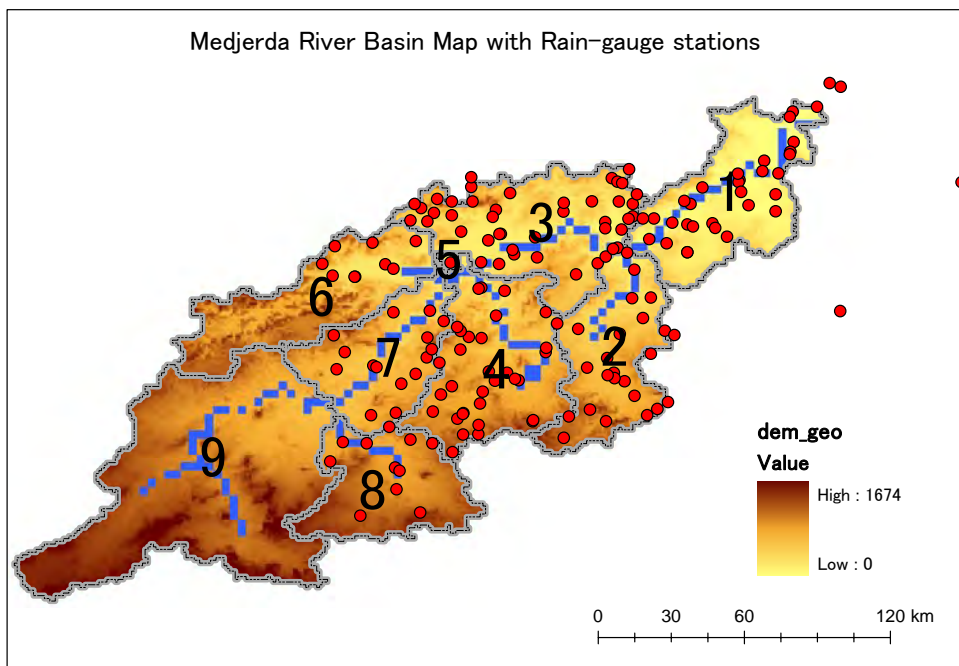 Medjerda River Basin Map with Rain-gauge stations
1
3
5
6
2
7
4
9
8
dem_geo
Value
High : 1674
Low : 0
0 30 60 120 km